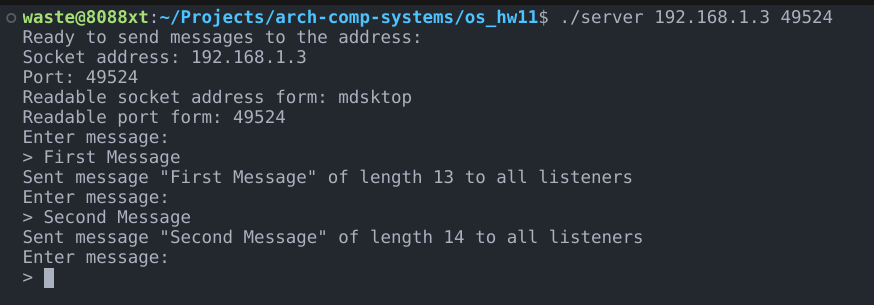 waste@8088xt:~/Projects/arch-comp-systems/os_hw11$ ./server 192.168.1.3 49524
Ready to send messages to the address:
Socket address: 192.168.1.3
Port: 49524
Readable socket address form: mdsktop
Readable port form: 49524
Enter message:
> First Message
Sent message "First Message" of length 13 to all listeners
Enter message:
> Second Message
Sent message "Second Message" of length 14 to all listeners
Enter message:
>